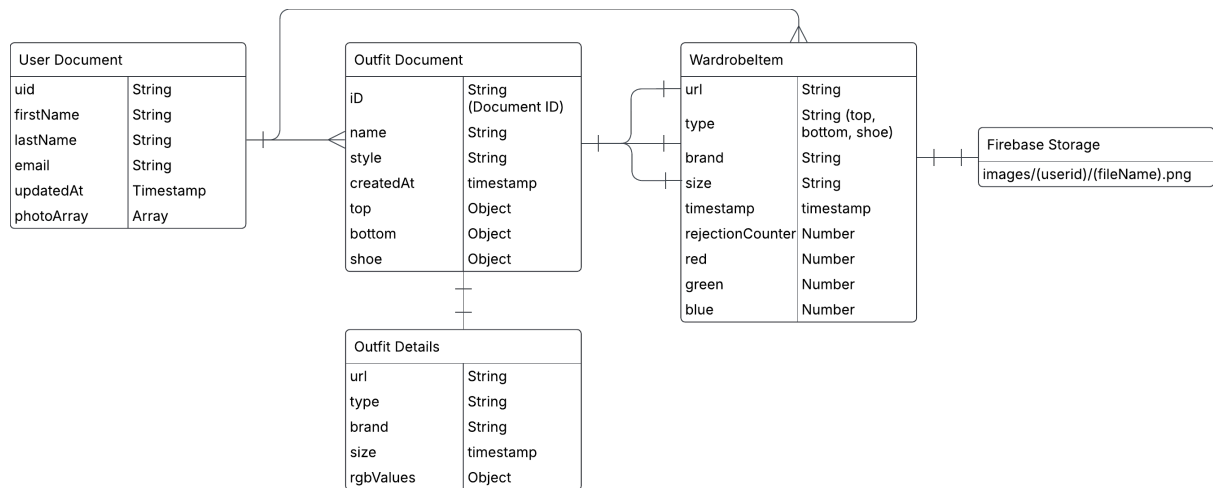 User Document
uid String
firstName String
lastName String
email String
updatedAt Timestamp
photoArray Array
Outfit Document
iD String
(Document ID)
name String
style String
createdAt timestamp
top Object
bottom Object
shoe Object
WardrobeItem
url String
type String (top,
bottom, shoe)
brand String
size String
timestamp timestamp
rejectionCounter Number
red Number
green Number
blue Number
Firebase Storage
images/(userid)/(fileName).png
Outfit Details
url String
type String
brand String
size timestamp
rgbValues Object